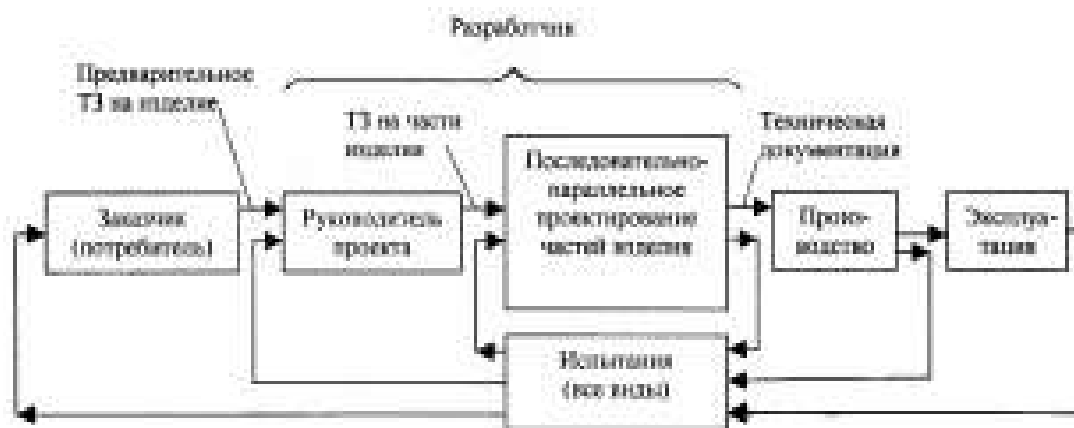 Разработчик
Предварительное
ТЗ на изделие
ТЗ на части
изделия
Техническая
документация
Заказчик
(потребитель)
Руководитель
проекта
Последовательно-
параллельное
проектирование
частей изделия
Произ-
водство
Эксплуа-
тация
Испытания
(все виды)